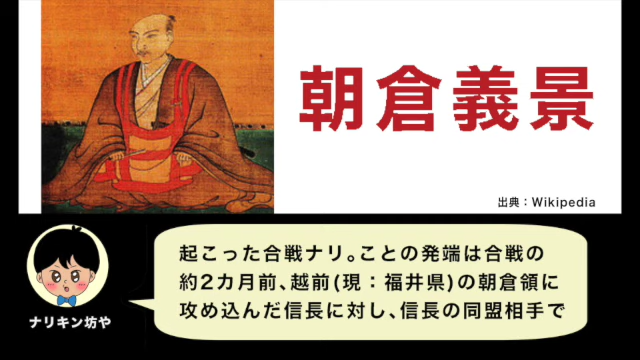 朝倉義景
出典：Wikipedia
起こった合戦ナリ。ことの発端は合戦の
約2カ月前、越前(現：福井県)の朝倉領に
攻め込んだ信長に対し、信長の同盟相手で
ナリキン坊や